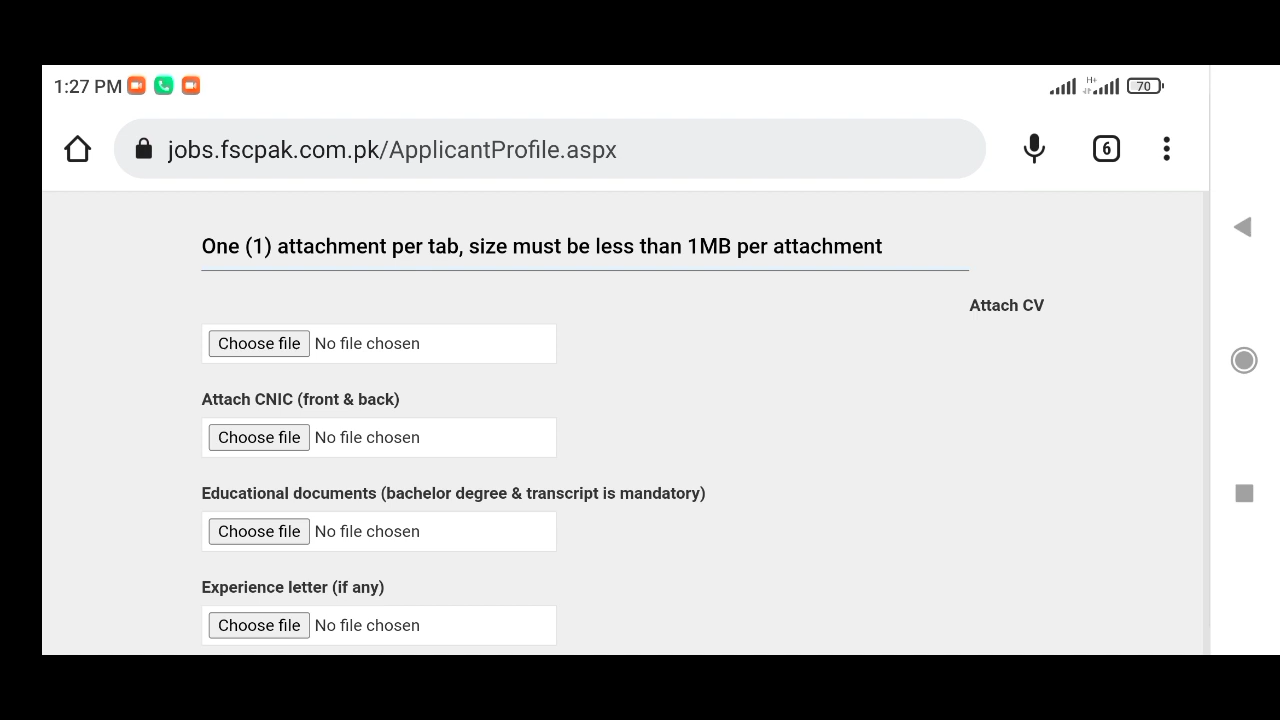 1:27 PM
H+
70
jobs.fscpak.com.pk/ApplicantProfile.aspx
6
One (1) attachment per tab, size must be less than 1MB per attachment
Attach CV
Choose file No file chosen
Attach CNIC (front & back)
Choose file No file chosen
Educational documents (bachelor degree & transcript is mandatory)
Choose file No file chosen
Experience letter (if any)
Choose file No file chosen